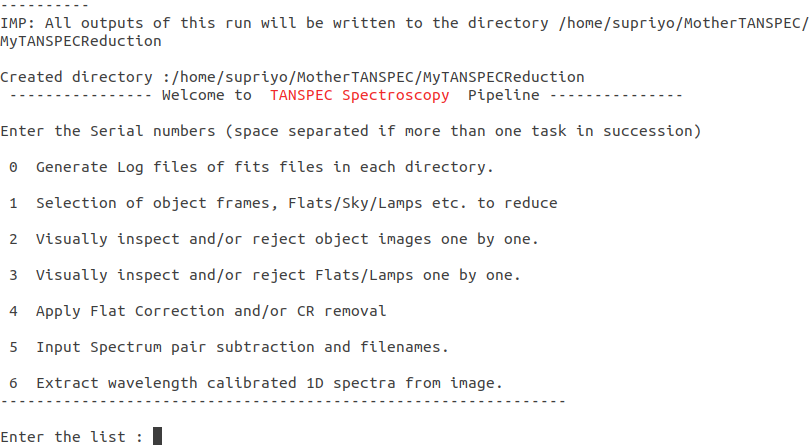 ----------
IMP: All outputs of this run will be written to the directory /home/supriyo/MotherTANSPEC/
MyTANSPECReduction
Created directory :/home/supriyo/MotherTANSPEC/MyTANSPECReduction
---------------- Welcome to  TANSPEC Spectroscopy  Pipeline ---------------
Enter the Serial numbers (space separated if more than one task in succession)
0  Generate Log files of fits files in each directory.
1  Selection of object frames, Flats/Sky/Lamps etc. to reduce
2  Visually inspect and/or reject object images one by one.
3  Visually inspect and/or reject Flats/Lamps one by one.
4  Apply Flat Correction and/or CR removal
5  Input Spectrum pair subtraction and filenames.
6  Extract wavelength calibrated 1D spectra from image.
---------------------------------------------------------------
Enter the list :